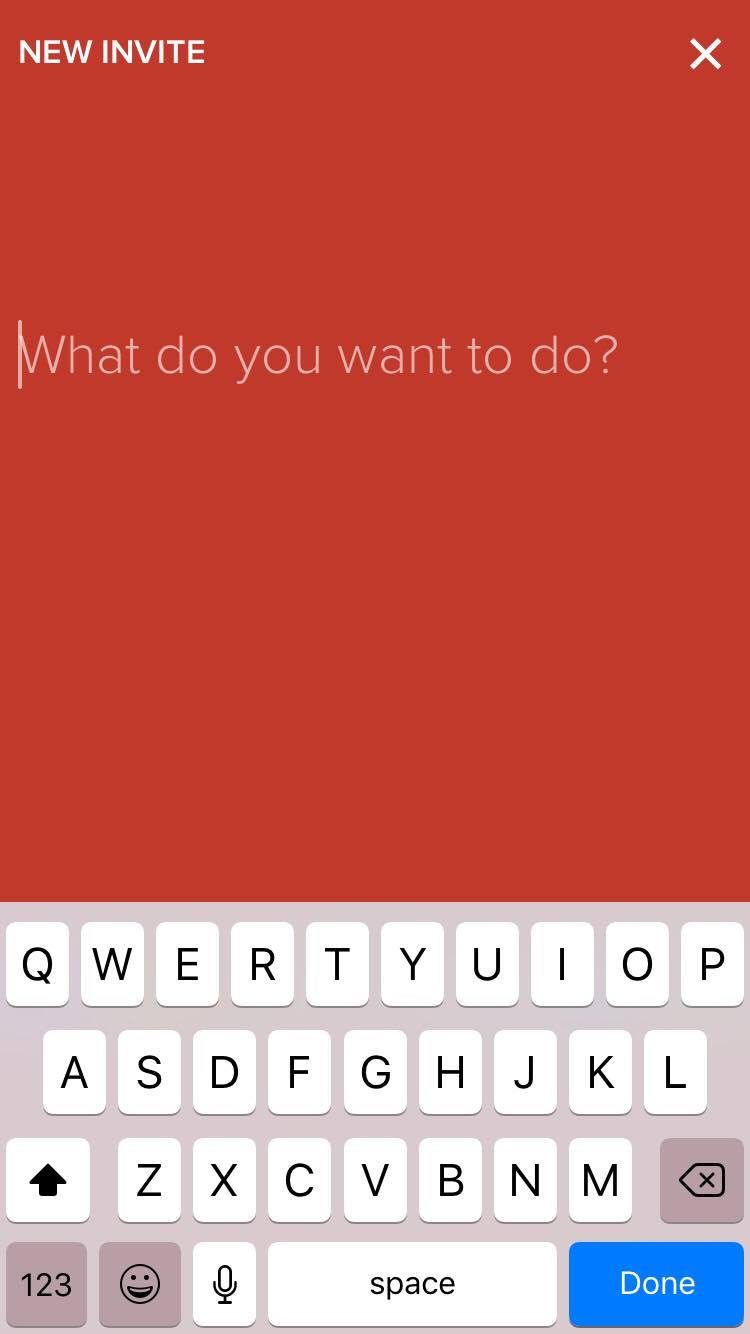 NEW INVITE
What do you want to do?
Q W E R T Y U I O P
A S D F G H J K L
Z X C V B N M
123 space Done